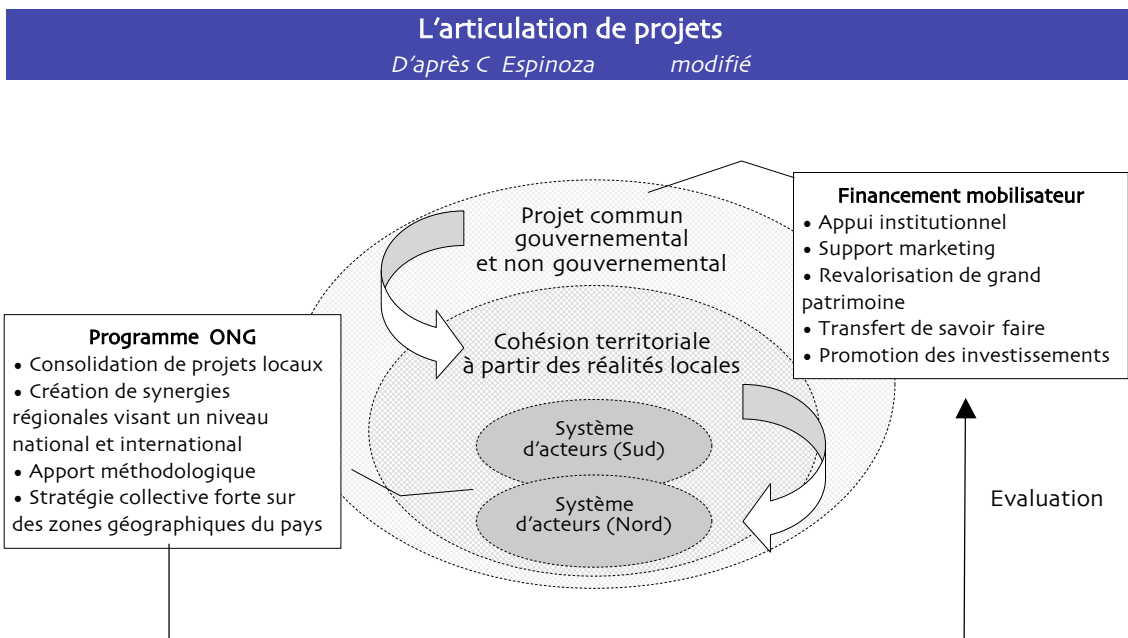 L'articulation de projets
D'après C Espinoza modifié
Projet commun
gouvernemental
et non gouvernemental
Financement mobilisateur
• Appui institutionnel
• Support marketing
• Revalorisation de grand
patrimoine
• Transfert de savoir faire
• Promotion des investissements
Programme ONG
• Consolidation de projets locaux
• Création de synergies
régionales visant un niveau
national et international
• Apport méthodologique
• Stratégie collective forte sur
des zones géographiques du pays
Cohésion territoriale
à partir des réalités locales
Système
d'acteurs (Sud)
Système
d'acteurs (Nord)
Evaluation